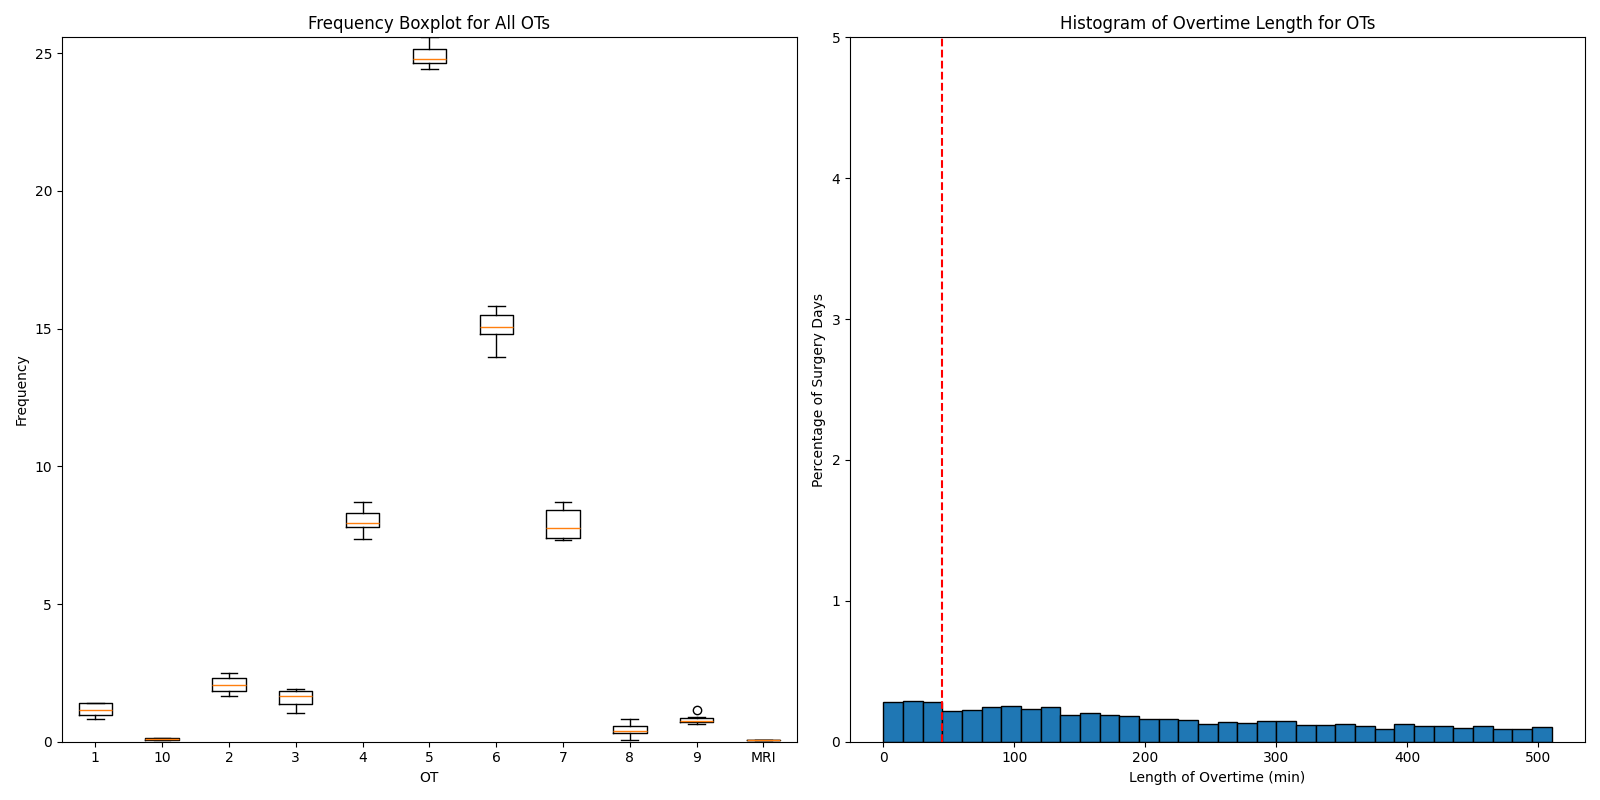 Frequency Boxplot for All OTs
Frequency
25
20
15
10
5
0
1 10 2 3 4 5 6 7 8 9 MRI
OT
Histogram of Overtime Length for OTs
Percentage of Surgery Days
5
4
3
2
1
0
0 100 200 300 400 500
Length of Overtime (min)